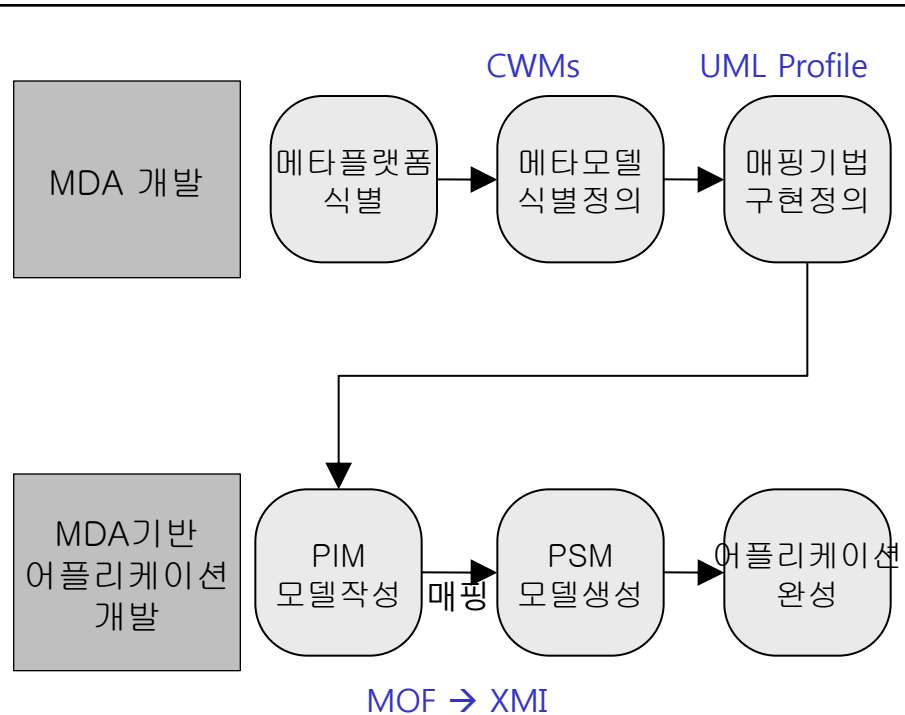 CWMs
UML Profile
MDA 개발
메타플랫폼
식별
메타모델
식별정의
매핑기법
구현정의
MDA기반
어플리케이션
개발
PIM
모델작성
매핑
PSM
모델생성
어플리케이션
완성
MOF → XMI